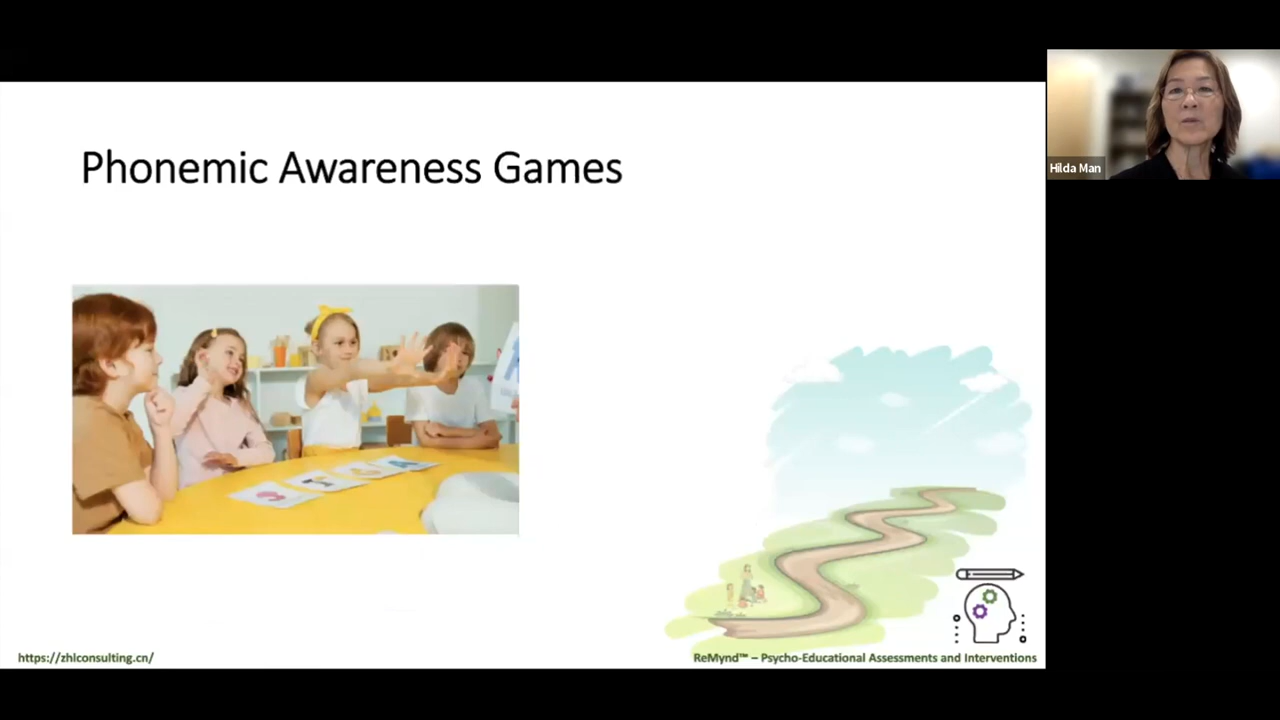 Phonemic Awareness Games
Hilda Man
https://zhlconsulting.cn/
ReMynd™ – Psycho-Educational Assessments and Interventions